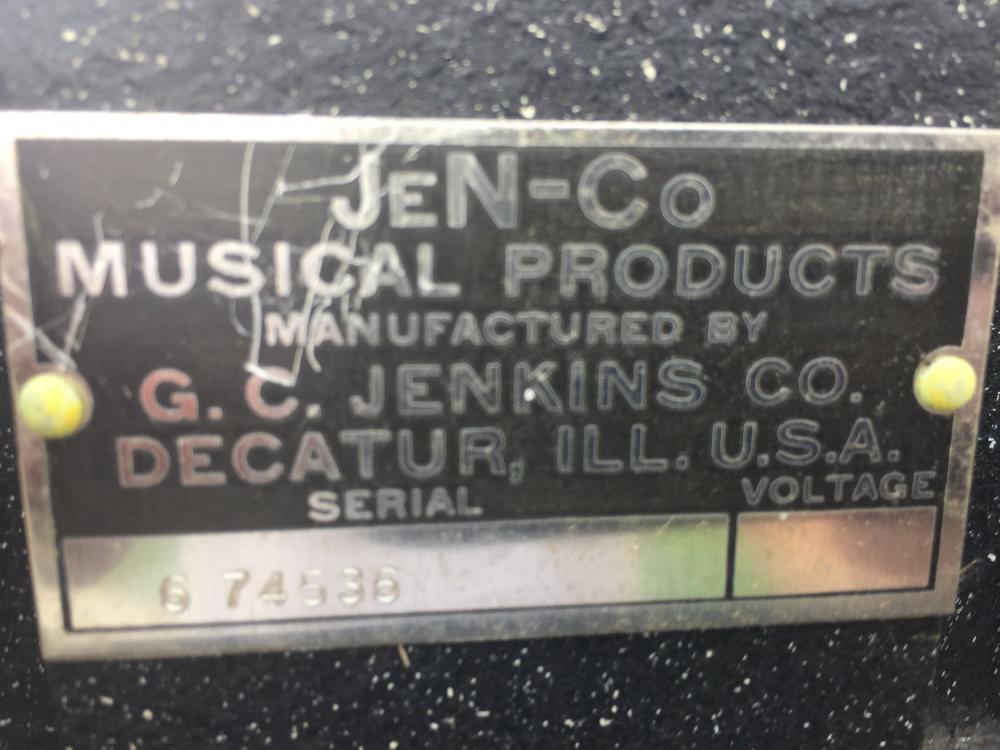 JEN-CO
MUSICAL PRODUCTS
MANUFACTURED BY
G. C. JENKINS CO.
DECATUR, ILL. U.S.A.
SERIAL VOLTAGE
6 74536